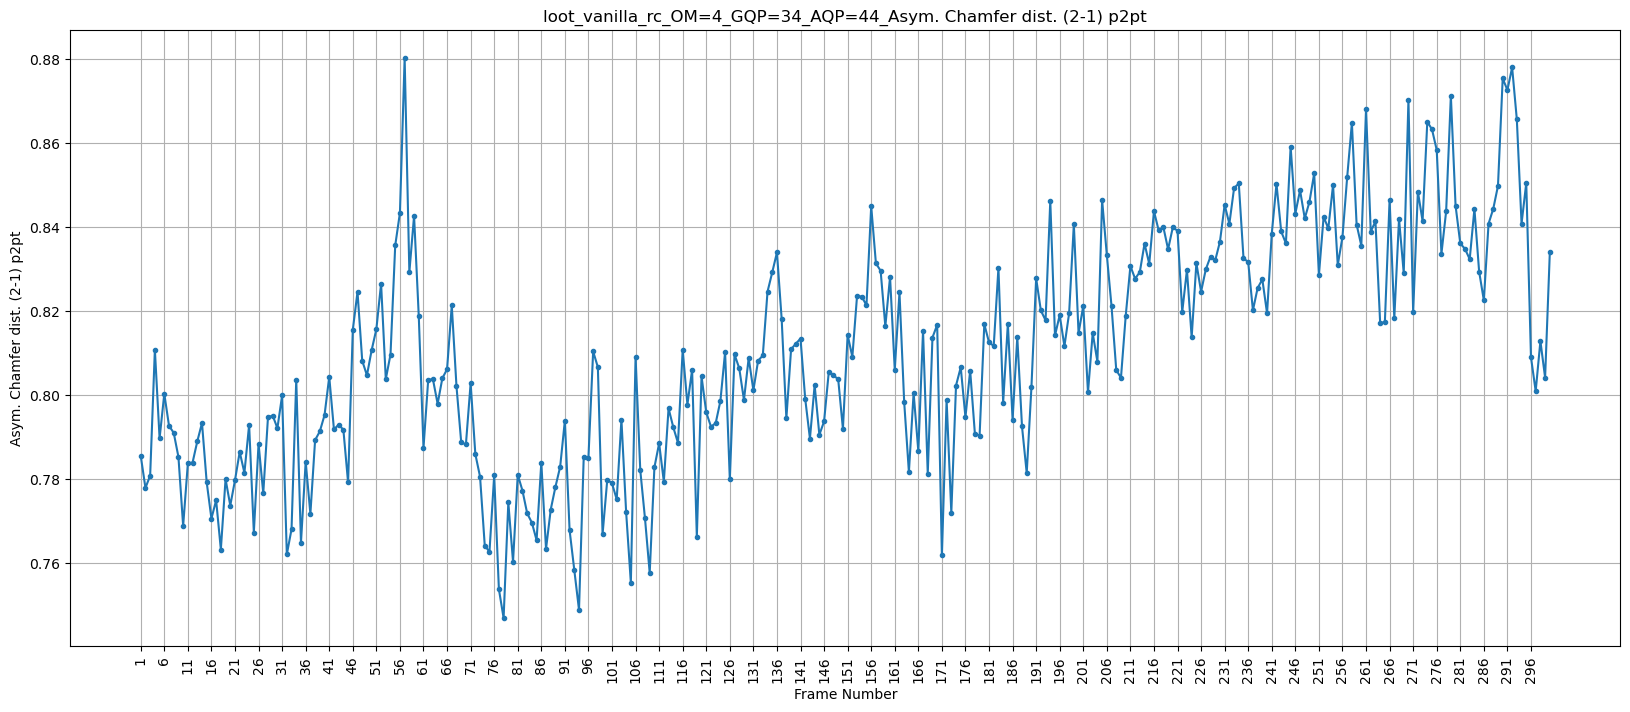 loot_vanilla_rc_OM=4_GQP=34_AQP=44_Asym. Chamfer dist. (2-1) p2pt
Asym. Chamfer dist. (2-1) p2pt
0.88
0.86
0.84
0.82
0.80
0.78
0.76
1 6 11 16 21 26 31 36 41 46 51 56 61 66 71 76 81 86 91 96 101 106 111 116 121 126 131 136 141 146 151 156 161 166 171 176 181 186 191 196 201 206 211 216 221 226 231 236 241 246 251 256 261 266 271 276 281 286 291 296
Frame Number